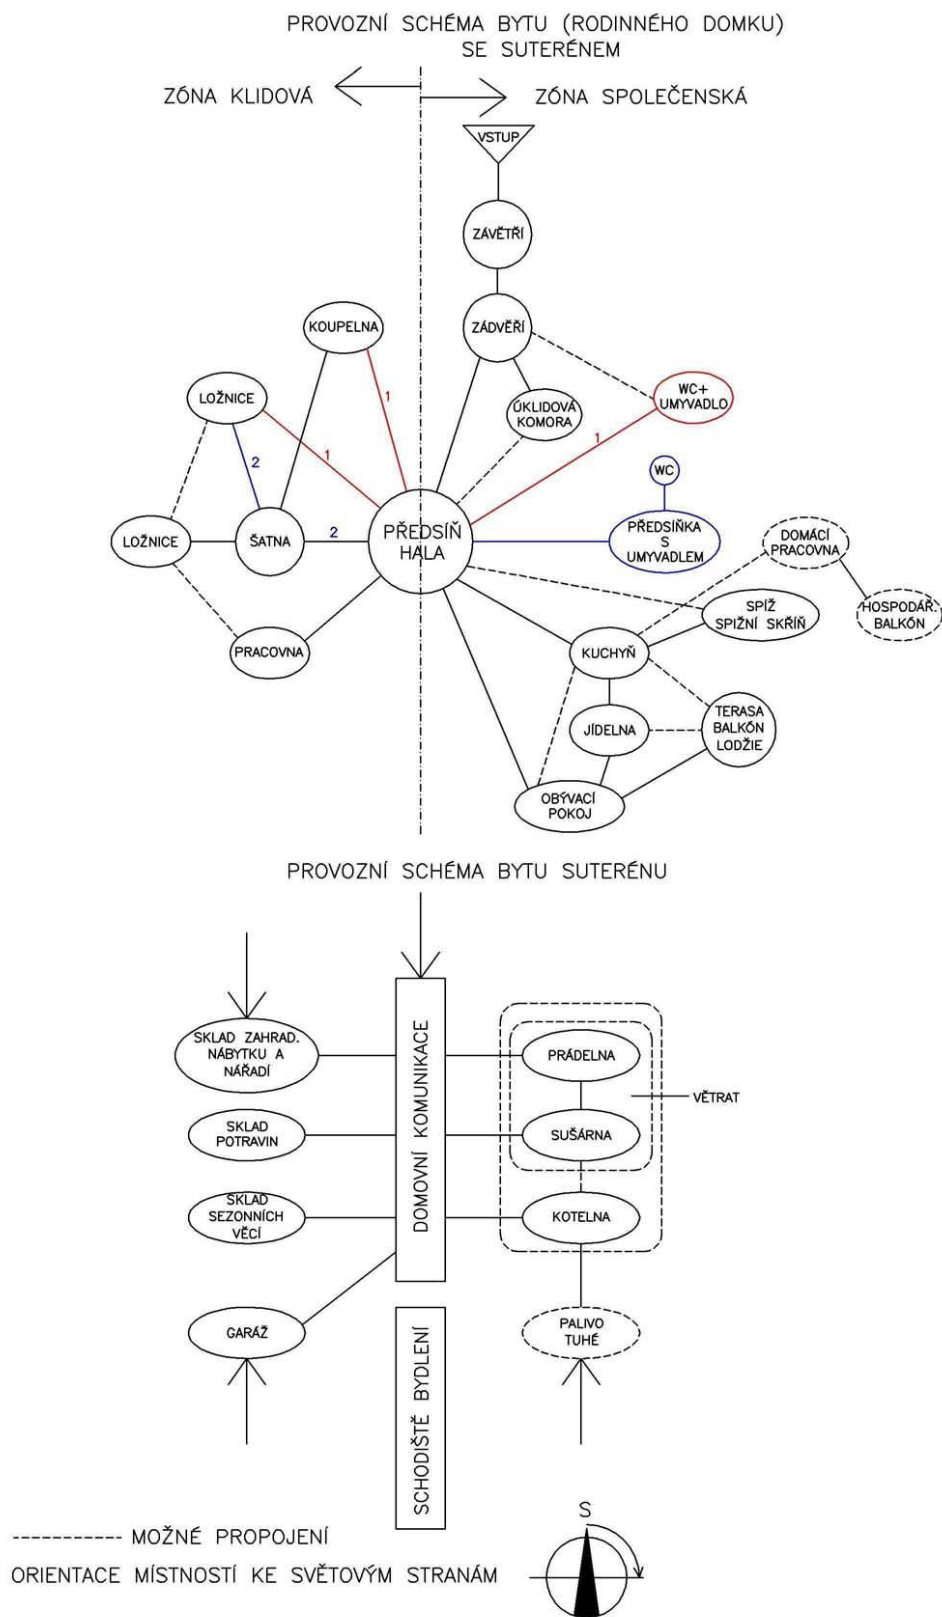 PROVOZNÍ SCHÉMA BYTU (RODINNÉHO DOMKU)
SE SUTERÉNEM
ZÓNA KLIDOVÁ
ZÓNA SPOLEČENSKÁ
VSTUP
ZÁVĚTŘÍ
ZÁDVĚŘÍ
KOUPELNA
LOŽNICE
1
1
ÚKLIDOVÁ
KOMORA
WC+
UMYVADLO
1
2
WC
LOŽNICE
ŠATNA
2
PŘEDSÍŇ
HALA
PŘEDSÍŇKA
S
UMYVADLEM
DOMÁCÍ
PRACOVNA
SPÍŽ
SPIŽNÍ SKŘÍŇ
HOSPODÁŘ.
BALKÓN
PRACOVNA
KUCHYŇ
JÍDELNA
TERASA
BALKÓN
LODŽIE
OBÝVACÍ
POKOJ
PROVOZNÍ SCHÉMA BYTU SUTERÉNU
SKLAD ZAHRAD.
NÁBYTKU A
NÁŘADÍ
SKLAD
POTRAVIN
SKLAD
SEZONNÍCH
VĚCÍ
GARÁŽ
DOMOVNÍ KOMUNIKACE
SCHODIŠTĚ BYDLENÍ
PRÁDELNA
VĚTRAT
SUŠÁRNA
KOTELNA
PALIVO
TUHÉ
MOŽNÉ PROPOJENÍ
ORIENTACE MÍSTNOSTÍ KE SVĚTOVÝM STRANÁM
S